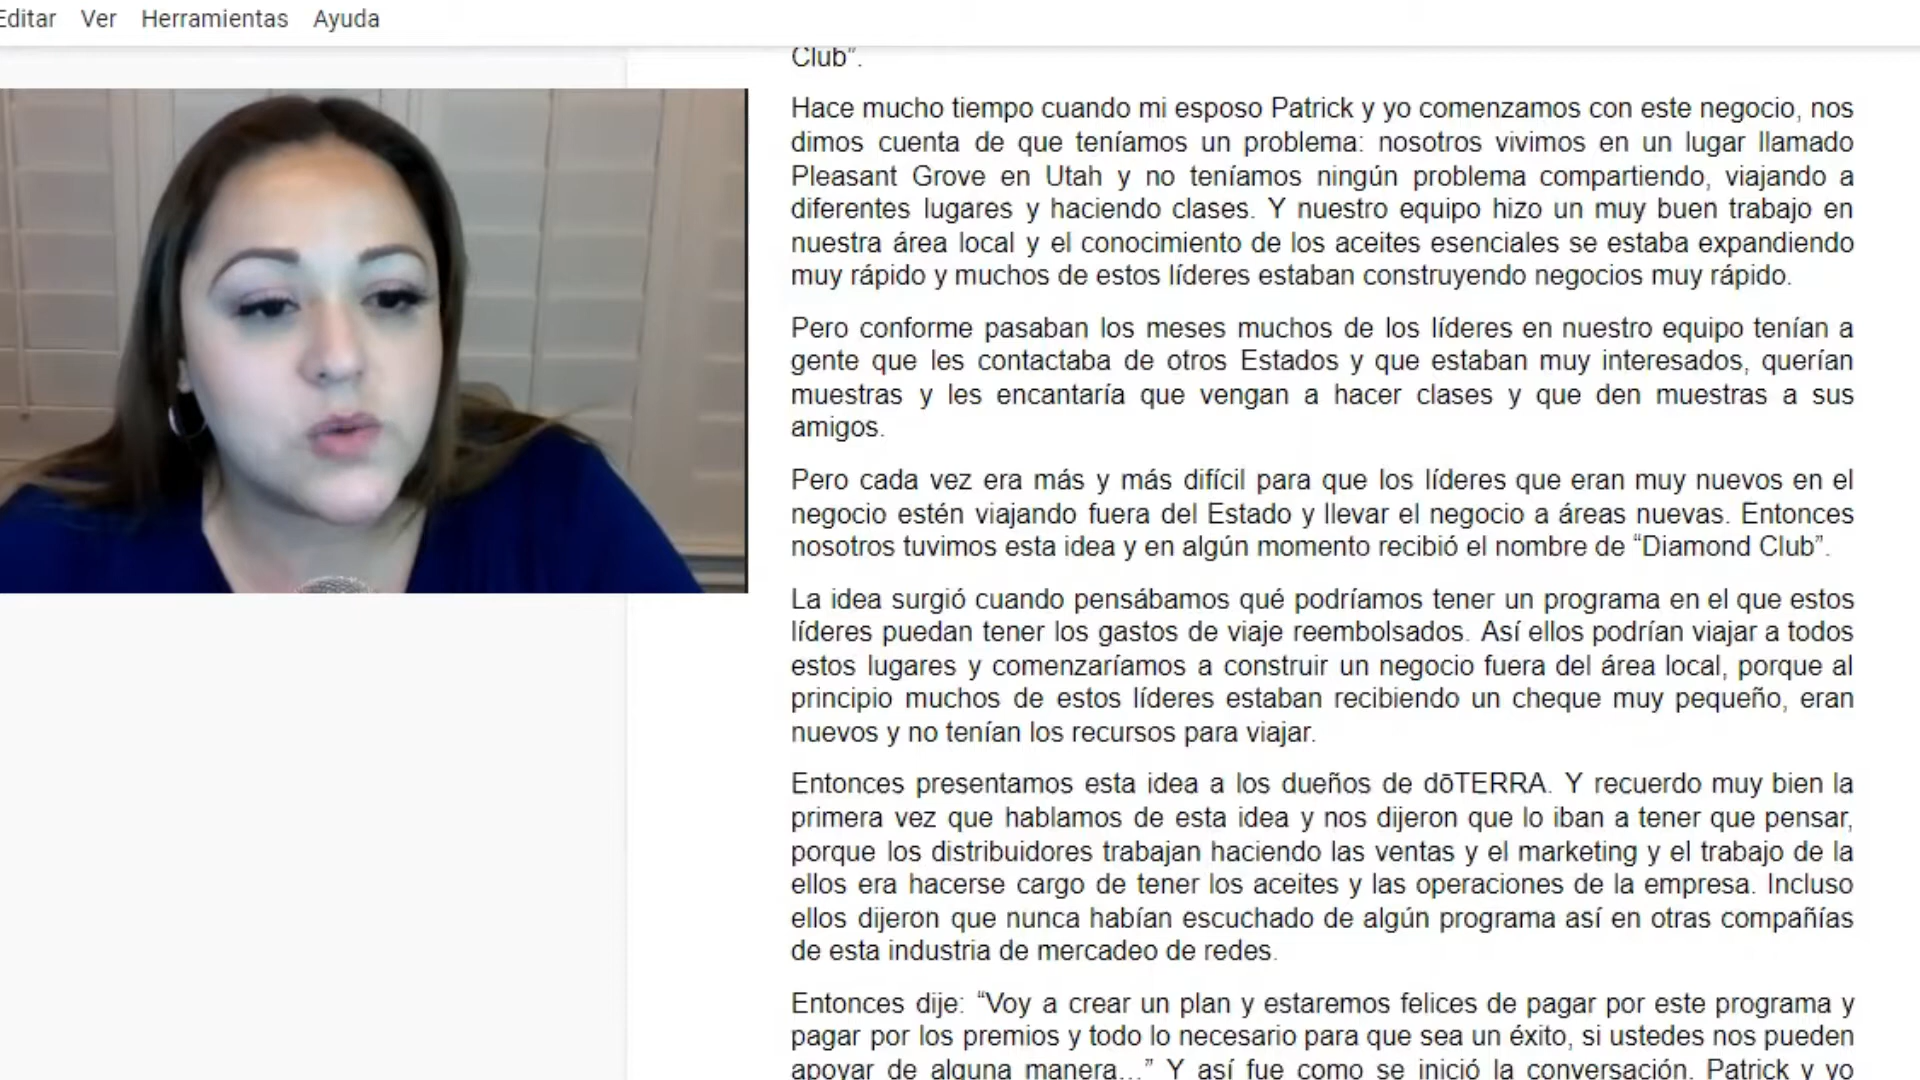 Editar Ver Herramientas Ayuda
Club”.
Hace mucho tiempo cuando mi esposo Patrick y yo comenzamos con este negocio, nos
dimos cuenta de que teníamos un problema: nosotros vivimos en un lugar llamado
Pleasant Grove en Utah y no teníamos ningún problema compartiendo, viajando a
diferentes lugares y haciendo clases. Y nuestro equipo hizo un muy buen trabajo en
nuestra área local y el conocimiento de los aceites esenciales se estaba expandiendo
muy rápido y muchos de estos líderes estaban construyendo negocios muy rápido.
Pero conforme pasaban los meses muchos de los líderes en nuestro equipo tenían a
gente que les contactaba de otros Estados y que estaban muy interesados, querían
muestras y les encantaría que vengan a hacer clases y que den muestras a sus
amigos.
Pero cada vez era más y más difícil para que los líderes que eran muy nuevos en el
negocio estén viajando fuera del Estado y llevar el negocio a áreas nuevas. Entonces
nosotros tuvimos esta idea y en algún momento recibió el nombre de “Diamond Club”.
La idea surgió cuando pensábamos qué podríamos tener un programa en el que estos
líderes puedan tener los gastos de viaje reembolsados. Así ellos podrían viajar a todos
estos lugares y comenzaríamos a construir un negocio fuera del área local, porque al
principio muchos de estos líderes estaban recibiendo un cheque muy pequeño, eran
nuevos y no tenían los recursos para viajar.
Entonces presentamos esta idea a los dueños de dōTERRA. Y recuerdo muy bien la
primera vez que hablamos de esta idea y nos dijeron que lo iban a tener que pensar,
porque los distribuidores trabajan haciendo las ventas y el marketing y el trabajo de la
ellos era hacerse cargo de tener los aceites y las operaciones de la empresa. Incluso
ellos dijeron que nunca habían escuchado de algún programa así en otras compañías
de esta industria de mercadeo de redes.
Entonces dije: “Voy a crear un plan y estaremos felices de pagar por este programa y
pagar por los premios y todo lo necesario para que sea un éxito, si ustedes nos pueden
apoyar de alguna manera...” Y así fue como se inició la conversación. Patrick y yo